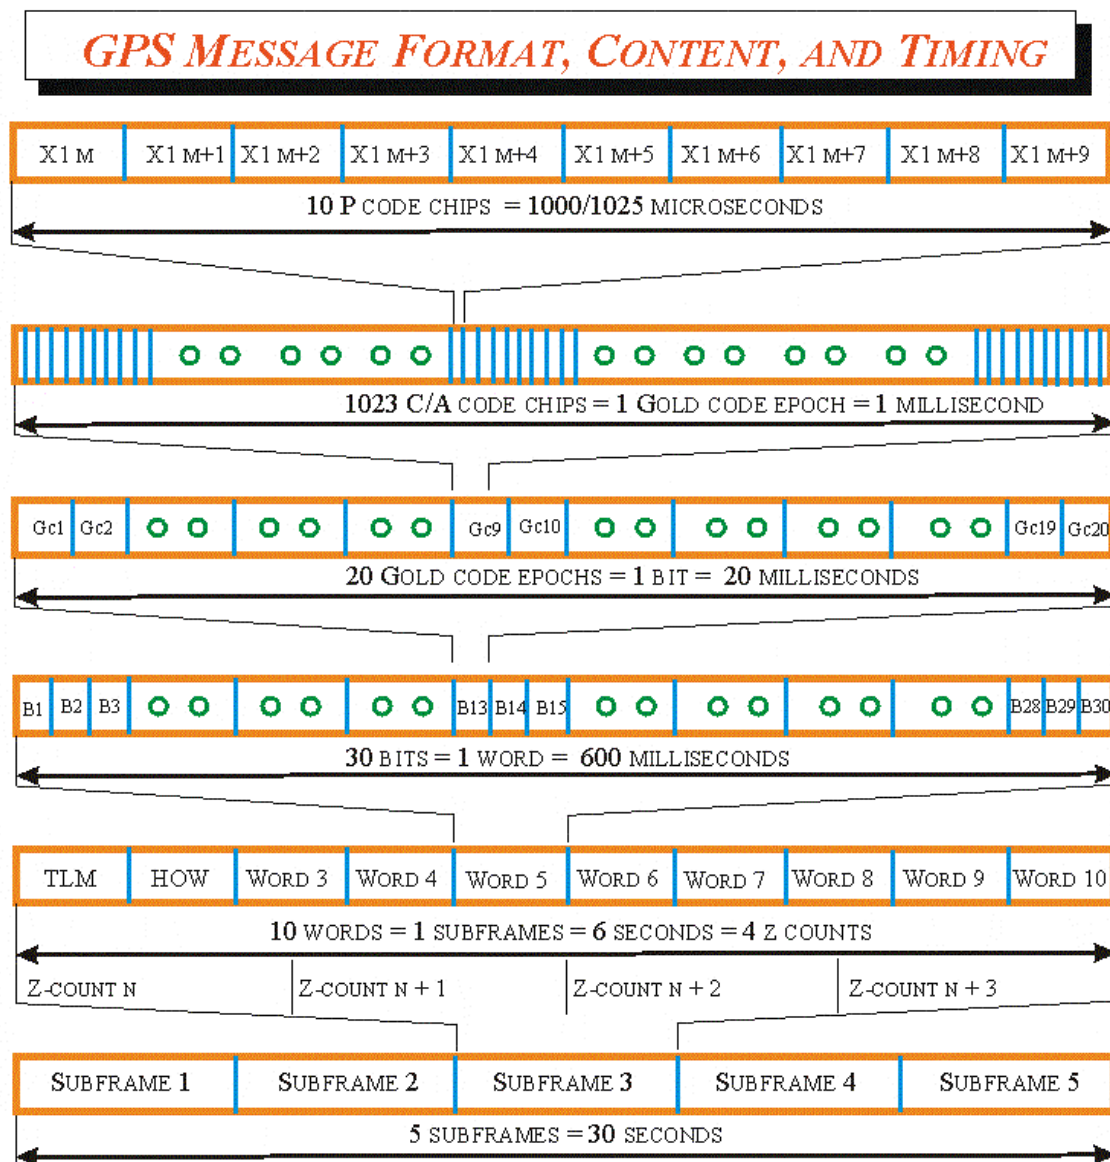 GPS MESSAGE FORMAT, CONTENT, AND TIMING
X1 M X1 M+1 X1 M+2 X1 M+3 X1 M+4 X1 M+5 X1 M+6 X1 M+7 X1 M+8 X1 M+9
10 P CODE CHIPS = 1000/1025 MICROSECONDS
1023 C/A CODE CHIPS = 1 GOLD CODE EPOCH = 1 MILLISECOND
GC1 GC2 GC9 GC10 GC19 GC20
20 GOLD CODE EPOCHS = 1 BIT = 20 MILLISECONDS
B1 B2 B3 B13 B14 B15 B28 B29 B30
30 BITS = 1 WORD = 600 MILLISECONDS
TLM HOW WORD 3 WORD 4 WORD 5 WORD 6 WORD 7 WORD 8 WORD 9 WORD 10
10 WORDS = 1 SUBFRAMES = 6 SECONDS = 4 Z COUNTS
Z-COUNT N Z-COUNT N + 1 Z-COUNT N + 2 Z-COUNT N + 3
SUBFRAME 1 SUBFRAME 2 SUBFRAME 3 SUBFRAME 4 SUBFRAME 5
5 SUBFRAMES = 30 SECONDS